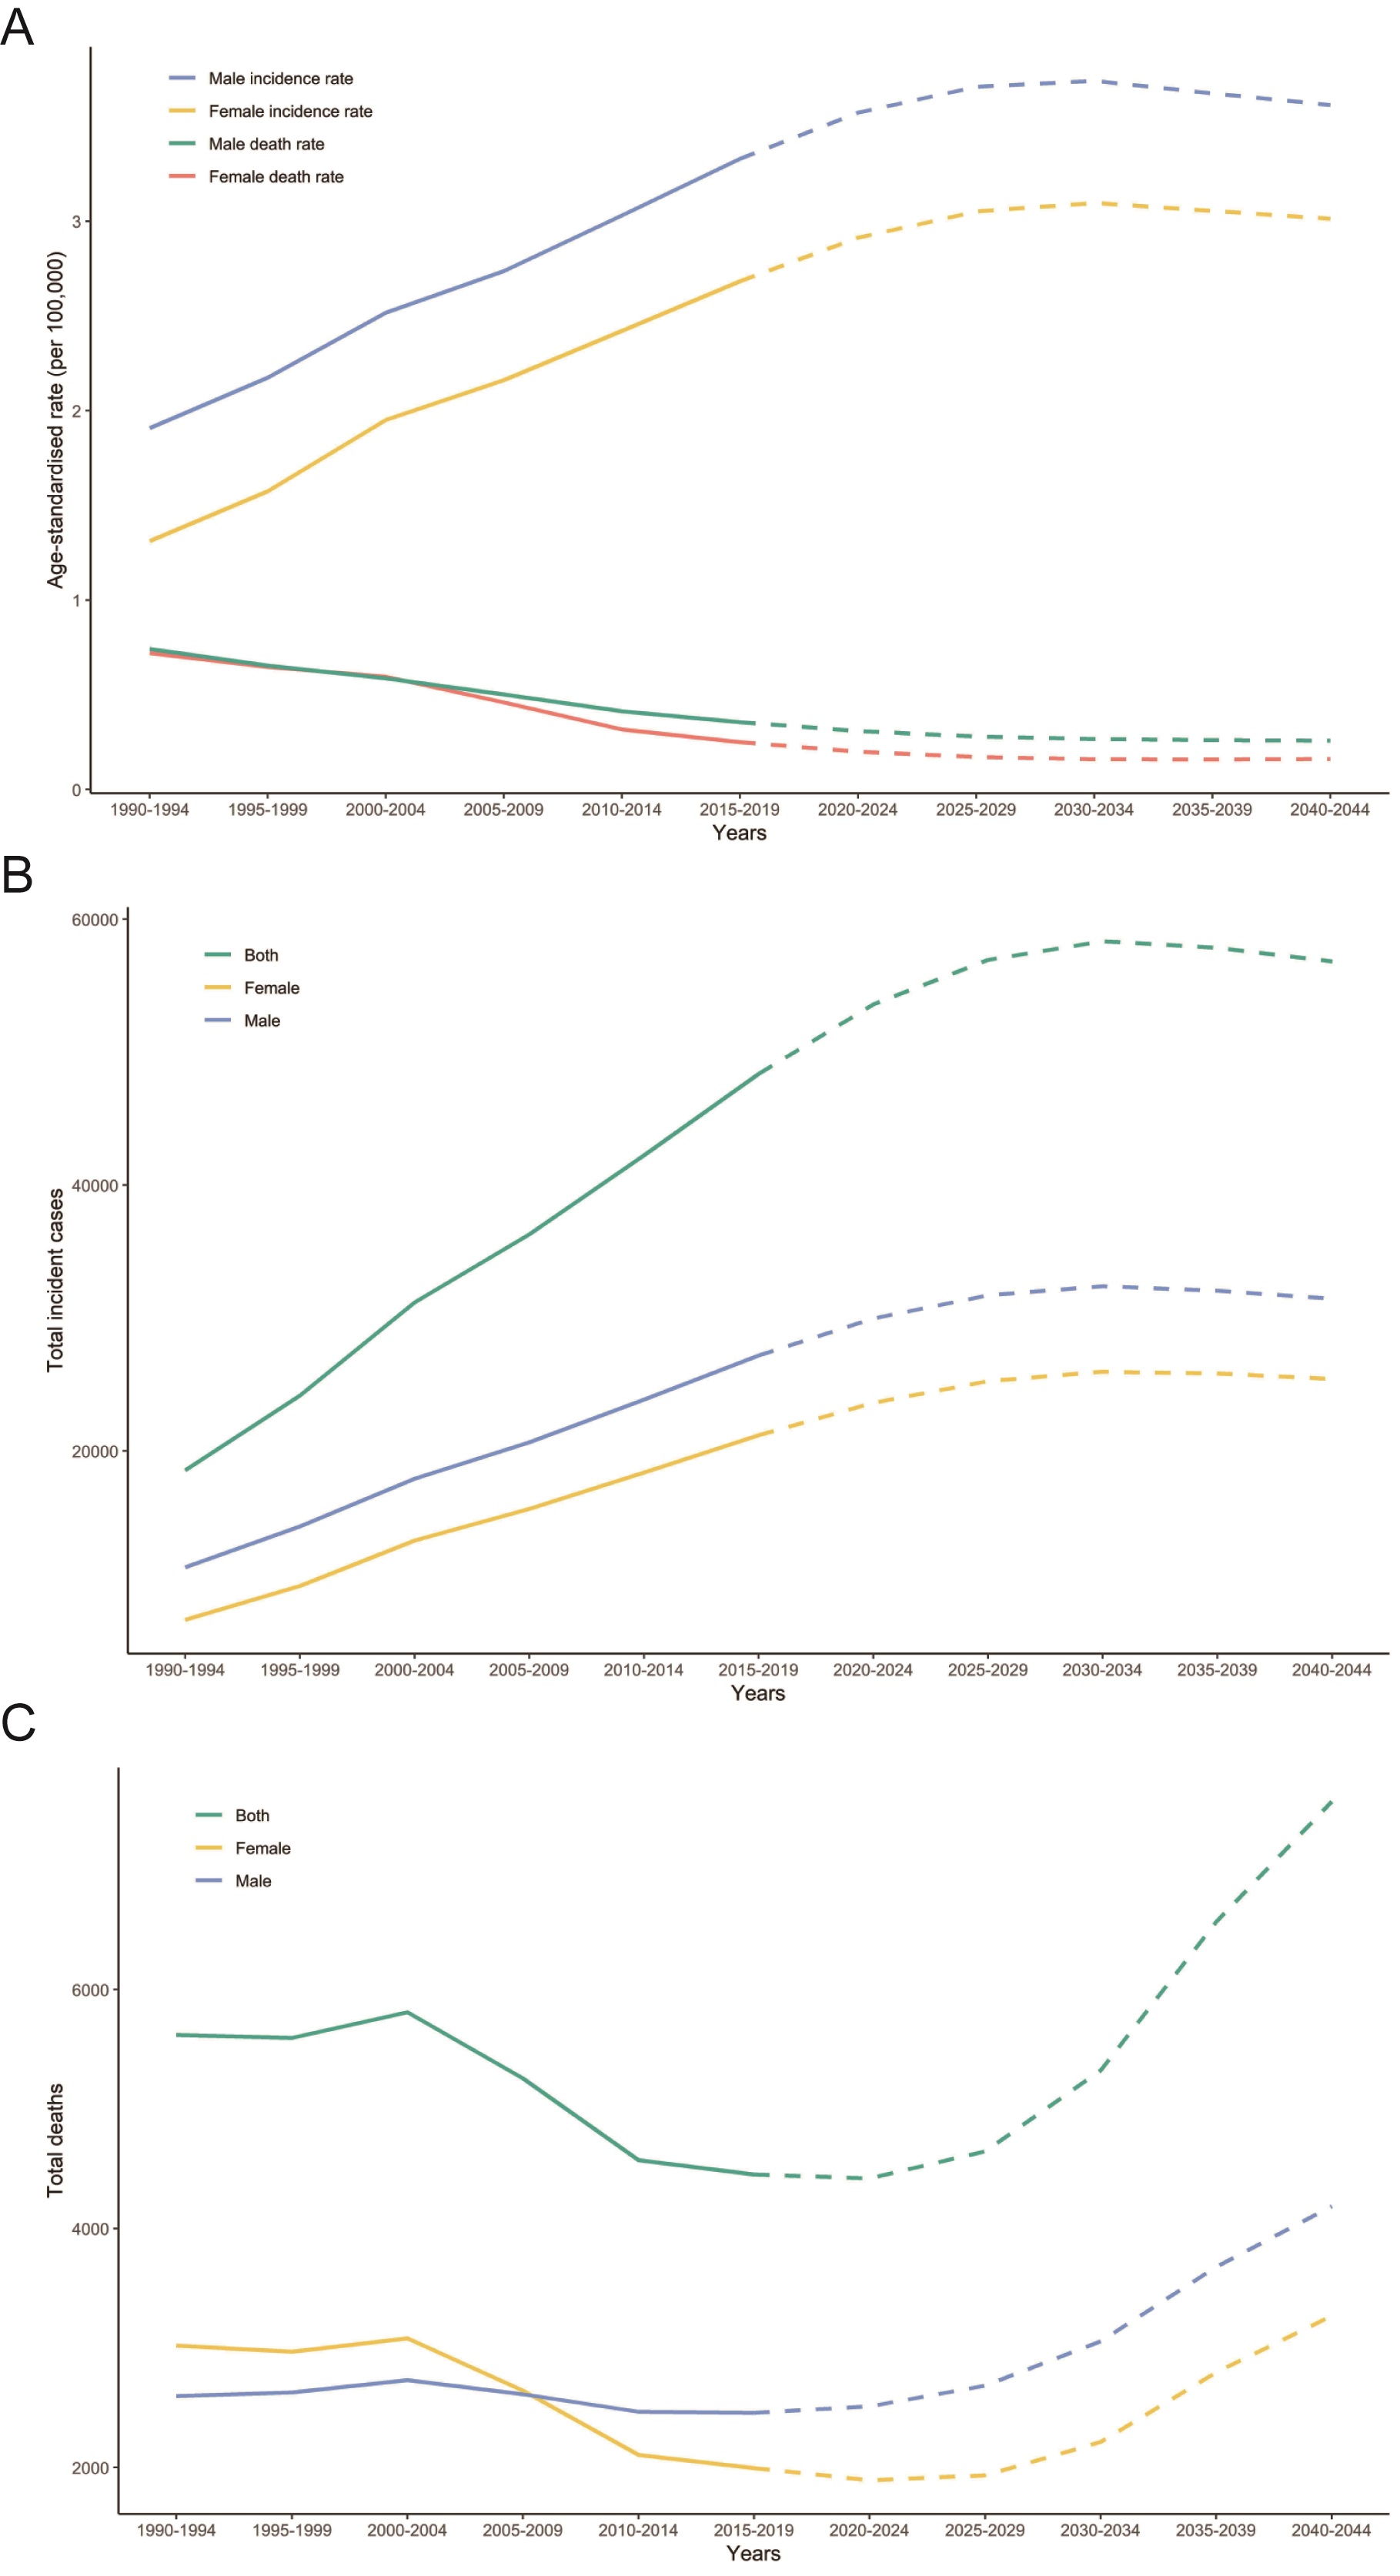 A
Male incidence rate
Female incidence rate
Male death rate
Female death rate
Age-standardised rate (per 100,000)
3
2
1
0
1990-1994 1995-1999 2000-2004 2005-2009 2010-2014 2015-2019 2020-2024 2025-2029 2030-2034 2035-2039 2040-2044
Years
B
60000
40000
20000
Both
Female
Male
Total incident cases
1990-1994 1995-1999 2000-2004 2005-2009 2010-2014 2015-2019 2020-2024 2025-2029 2030-2034 2035-2039 2040-2044
Years
C
Both
Female
Male
6000
4000
2000
Total deaths
1990-1994 1995-1999 2000-2004 2005-2009 2010-2014 2015-2019 2020-2024 2025-2029 2030-2034 2035-2039 2040-2044
Years